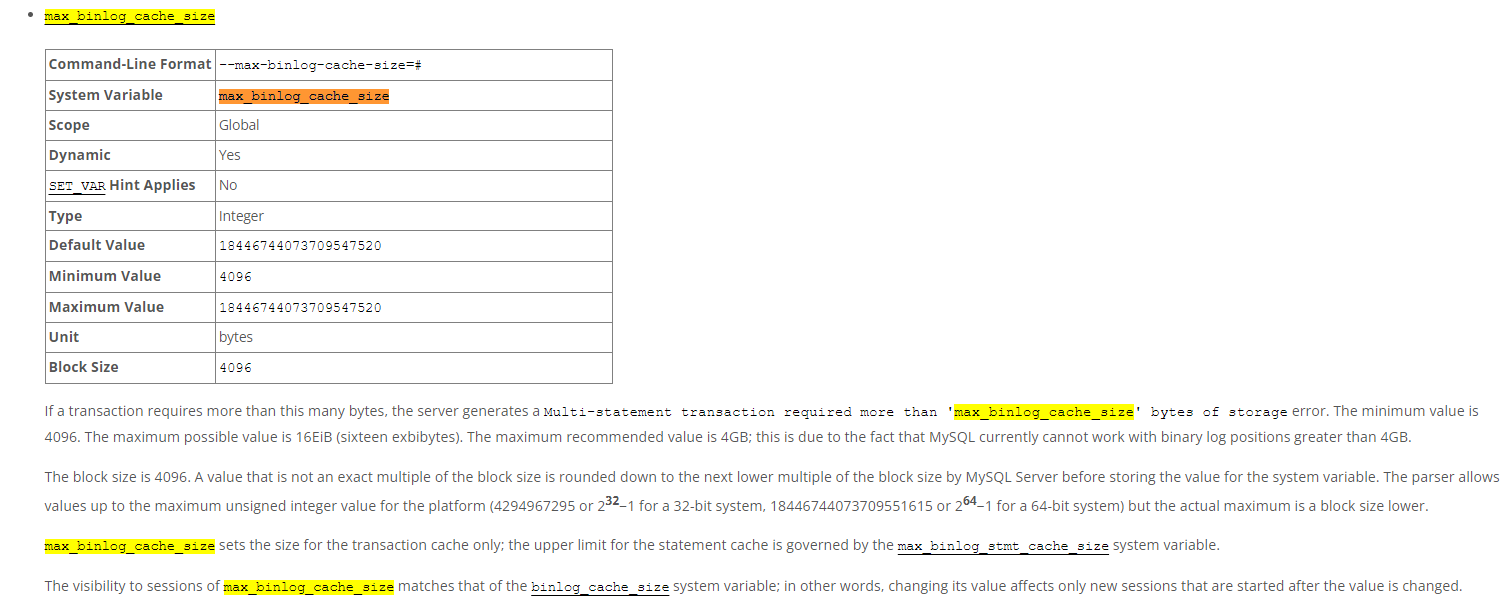 max_binlog_cache_size
Command-Line Format --max-binlog-cache-size=#
System Variable max_binlog_cache_size
Scope Global
Dynamic Yes
SET_VAR Hint Applies No
Type Integer
Default Value 18446744073709547520
Minimum Value 4096
Maximum Value 18446744073709547520
Unit bytes
Block Size 4096
If a transaction requires more than this many bytes, the server generates a Multi-statement transaction required more than 'max_binlog_cache_size' bytes of storage error. The minimum value is
4096. The maximum possible value is 16EiB (sixteen exbibytes). The maximum recommended value is 4GB; this is due to the fact that MySQL currently cannot work with binary log positions greater than 4GB.
The block size is 4096. A value that is not an exact multiple of the block size is rounded down to the next lower multiple of the block size by MySQL Server before storing the value for the system variable. The parser allows
values up to the maximum unsigned integer value for the platform (4294967295 or 2³²−1 for a 32-bit system, 18446744073709551615 or 2⁶⁴−1 for a 64-bit system) but the actual maximum is a block size lower.
max_binlog_cache_size sets the size for the transaction cache only; the upper limit for the statement cache is governed by the max_binlog_stmt_cache_size system variable.
The visibility to sessions of max_binlog_cache_size matches that of the binlog_cache_size system variable; in other words, changing its value affects only new sessions that are started after the value is changed.